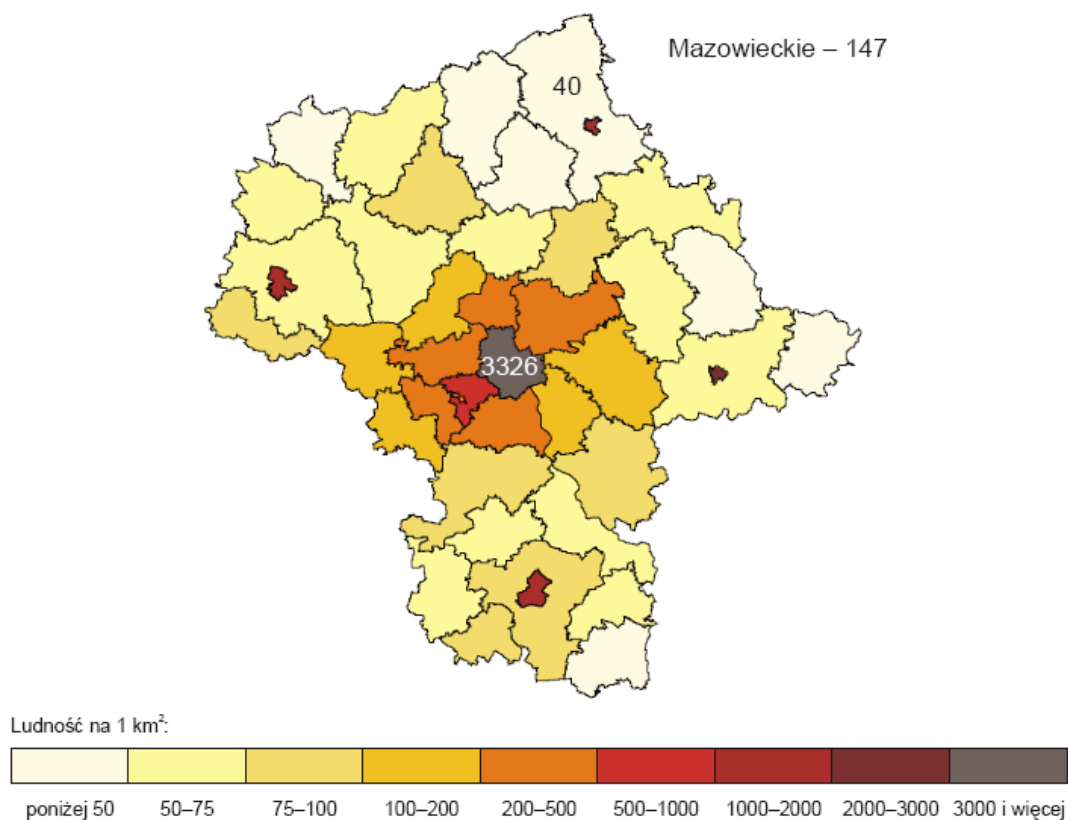 Mazowieckie – 147
40
3326
Ludność na 1 km²:
poniżej 50 50–75 75–100 100–200 200–500 500–1000 1000–2000 2000–3000 3000 i więcej